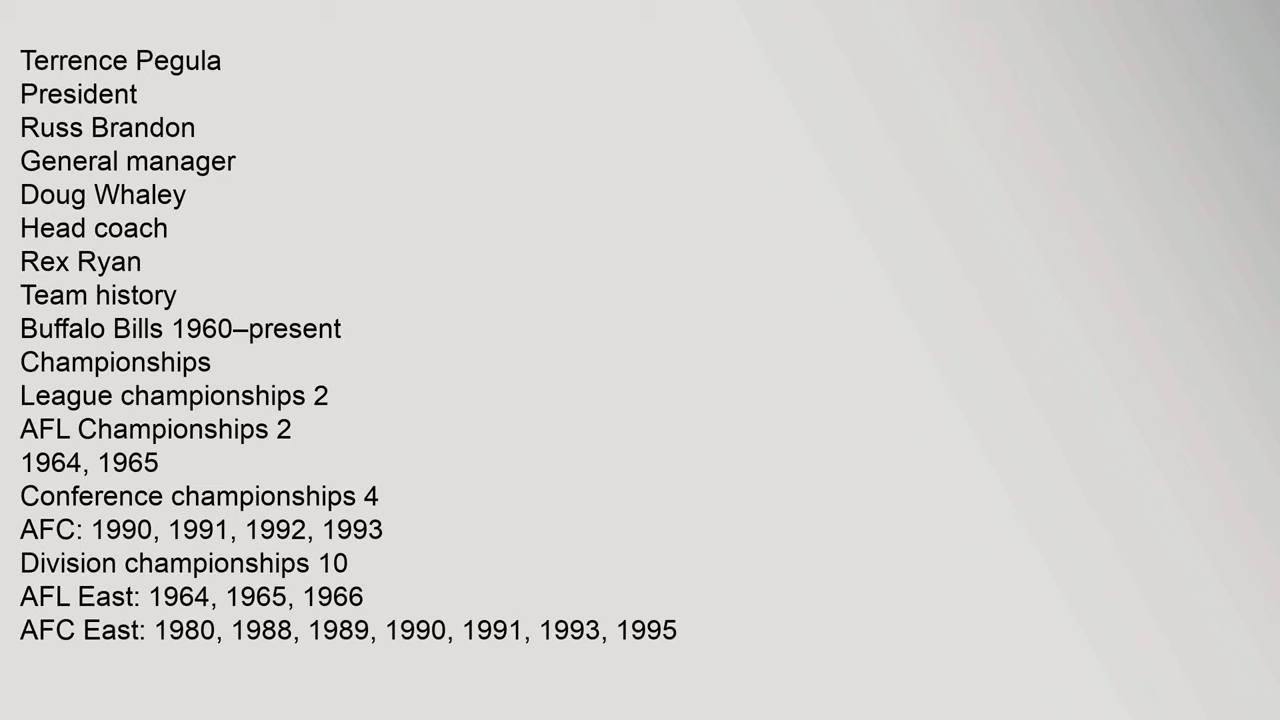 Terrence Pegula
President
Russ Brandon
General manager
Doug Whaley
Head coach
Rex Ryan
Team history
Buffalo Bills 1960–present
Championships
League championships 2
AFL Championships 2
1964, 1965
Conference championships 4
AFC: 1990, 1991, 1992, 1993
Division championships 10
AFL East: 1964, 1965, 1966
AFC East: 1980, 1988, 1989, 1990, 1991, 1993, 1995